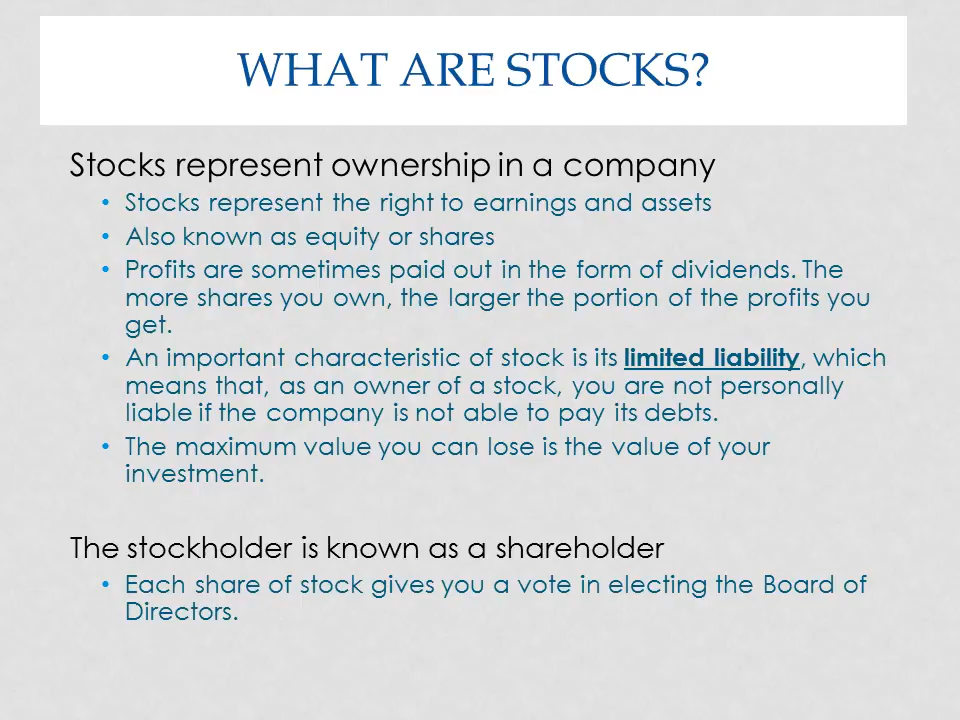 WHAT ARE STOCKS?
Stocks represent ownership in a company
• Stocks represent the right to earnings and assets
• Also known as equity or shares
• Profits are sometimes paid out in the form of dividends. The
more shares you own, the larger the portion of the profits you
get.
• An important characteristic of stock is its limited liability, which
means that, as an owner of a stock, you are not personally
liable if the company is not able to pay its debts.
• The maximum value you can lose is the value of your
investment.
The stockholder is known as a shareholder
• Each share of stock gives you a vote in electing the Board of
Directors.